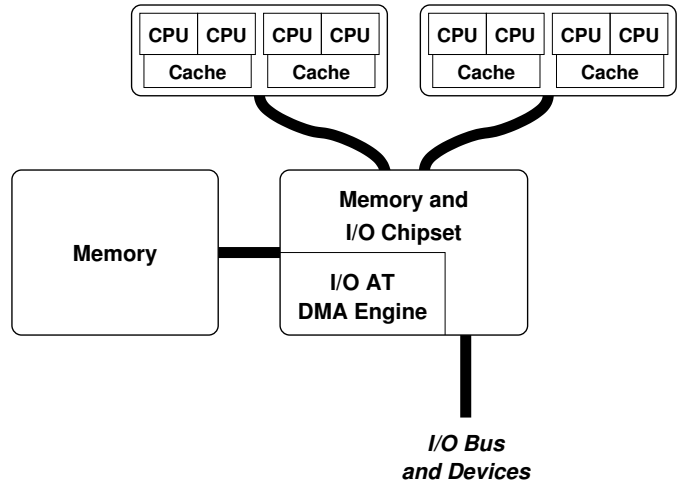 CPU CPU CPU CPU CPU CPU CPU CPU
Cache Cache Cache Cache
Memory and
I/O Chipset
Memory
I/O AT
DMA Engine
I/O Bus
and Devices